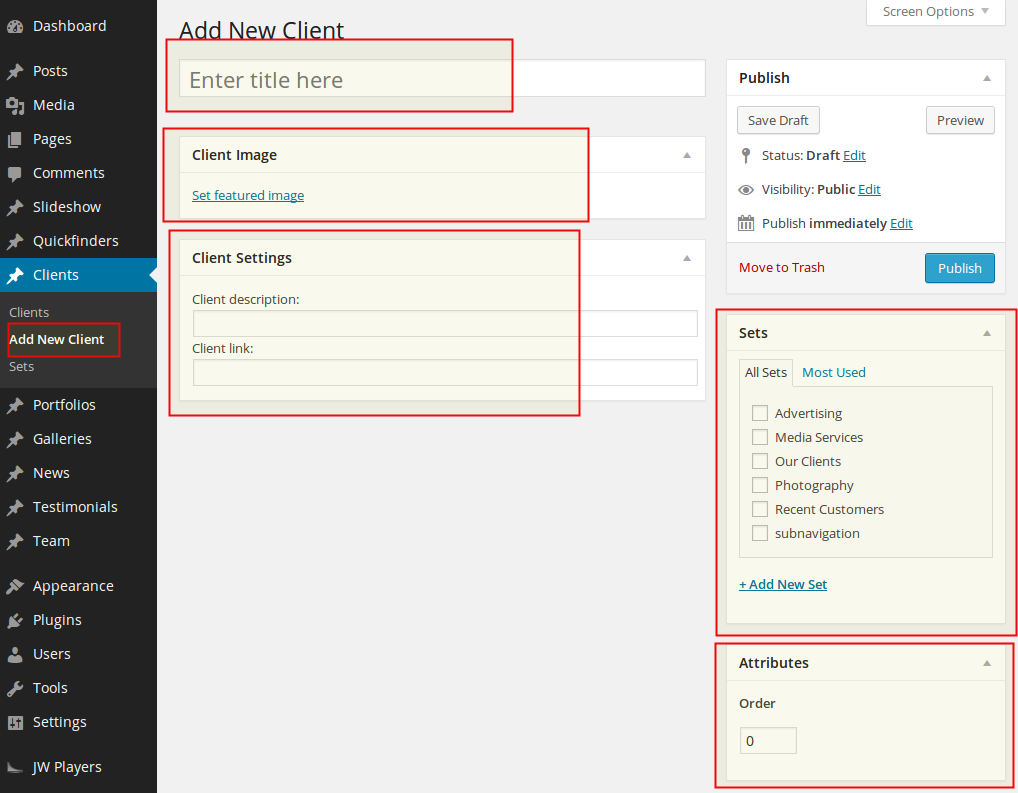 Dashboard
Posts
Media
Pages
Comments
Slideshow
Quickfinders
Clients
Clients
Add New Client
Sets
Portfolios
Galleries
News
Testimonials
Team
Appearance
Plugins
Users
Tools
Settings
JW Players
Screen Options
Add New Client
Enter title here
Client Image
Set featured image
Client Settings
Client description:
Client link:
Publish
Save Draft Preview
Status: Draft Edit
Visibility: Public Edit
Publish immediately Edit
Move to Trash Publish
Sets
All Sets Most Used
Advertising
Media Services
Our Clients
Photography
Recent Customers
subnavigation
+ Add New Set
Attributes
Order
0